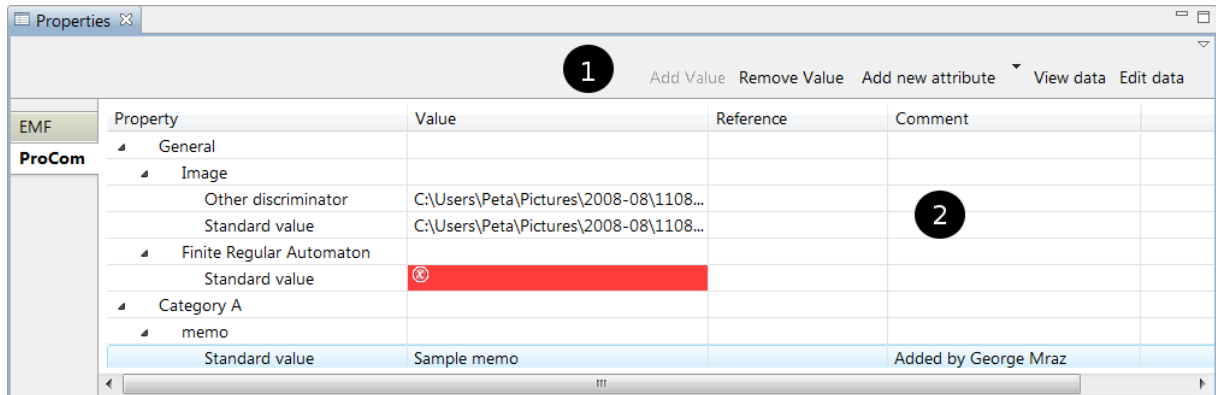 Properties
1 Add Value Remove Value Add new attribute View data Edit data
EMF
ProCom
Property Value Reference Comment
General
Image
Other discriminator C:\Users\Peta\Pictures\2008-08\1108...
Standard value C:\Users\Peta\Pictures\2008-08\1108...
2
Finite Regular Automaton
Standard value
Category A
memo
Standard value Sample memo Added by George Mraz